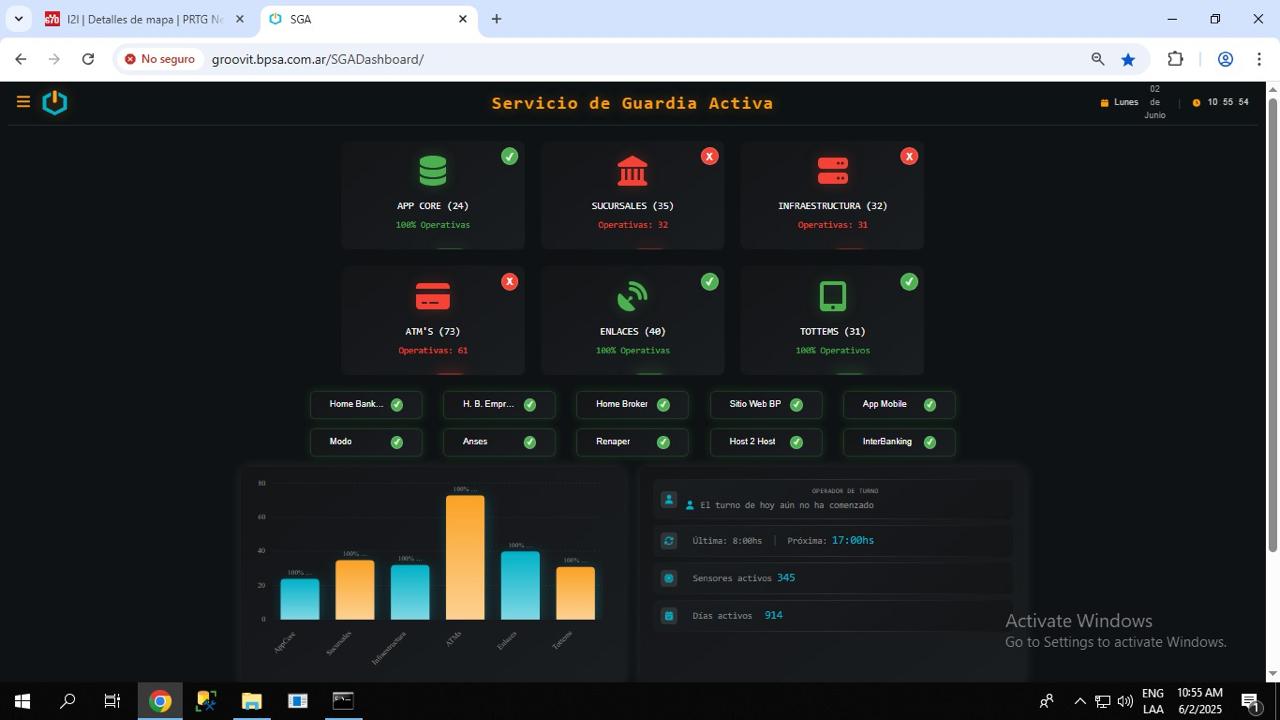 I2I | Detalles de mapa | PRTG Ne
SGA
No seguro
groovit.bpsa.com.ar/SGADashboard/
Servicio de Guardia Activa
Lunes
02
de
Junio
10 55 54
APP CORE (24)
100% Operativas
SUCURSALES (35)
Operativas: 32
INFRAESTRUCTURA (32)
Operativas: 31
ATM'S (73)
Operativas: 61
ENLACES (40)
100% Operativas
TOTTEMS (31)
100% Operativos
Home Bank...
H. B. Empr...
Home Broker
Sitio Web BP
App Mobile
Modo
Anses
Renaper
Host 2 Host
InterBanking
80
60
40
20
0
100% ...
100% ...
100% ...
100% ...
100% ...
100% ...
AppCore
Sucursales
Infraestructura
ATMs
Enlaces
Tottems
OPERADOR DE TURNO
El turno de hoy aún no ha comenzado
Última: 8:00hs | Próxima: 17:00hs
Sensores activos 345
Días activos 914
Activate Windows
Go to Settings to activate Windows.
ENG
LAA
10:55 AM
6/2/2025
1